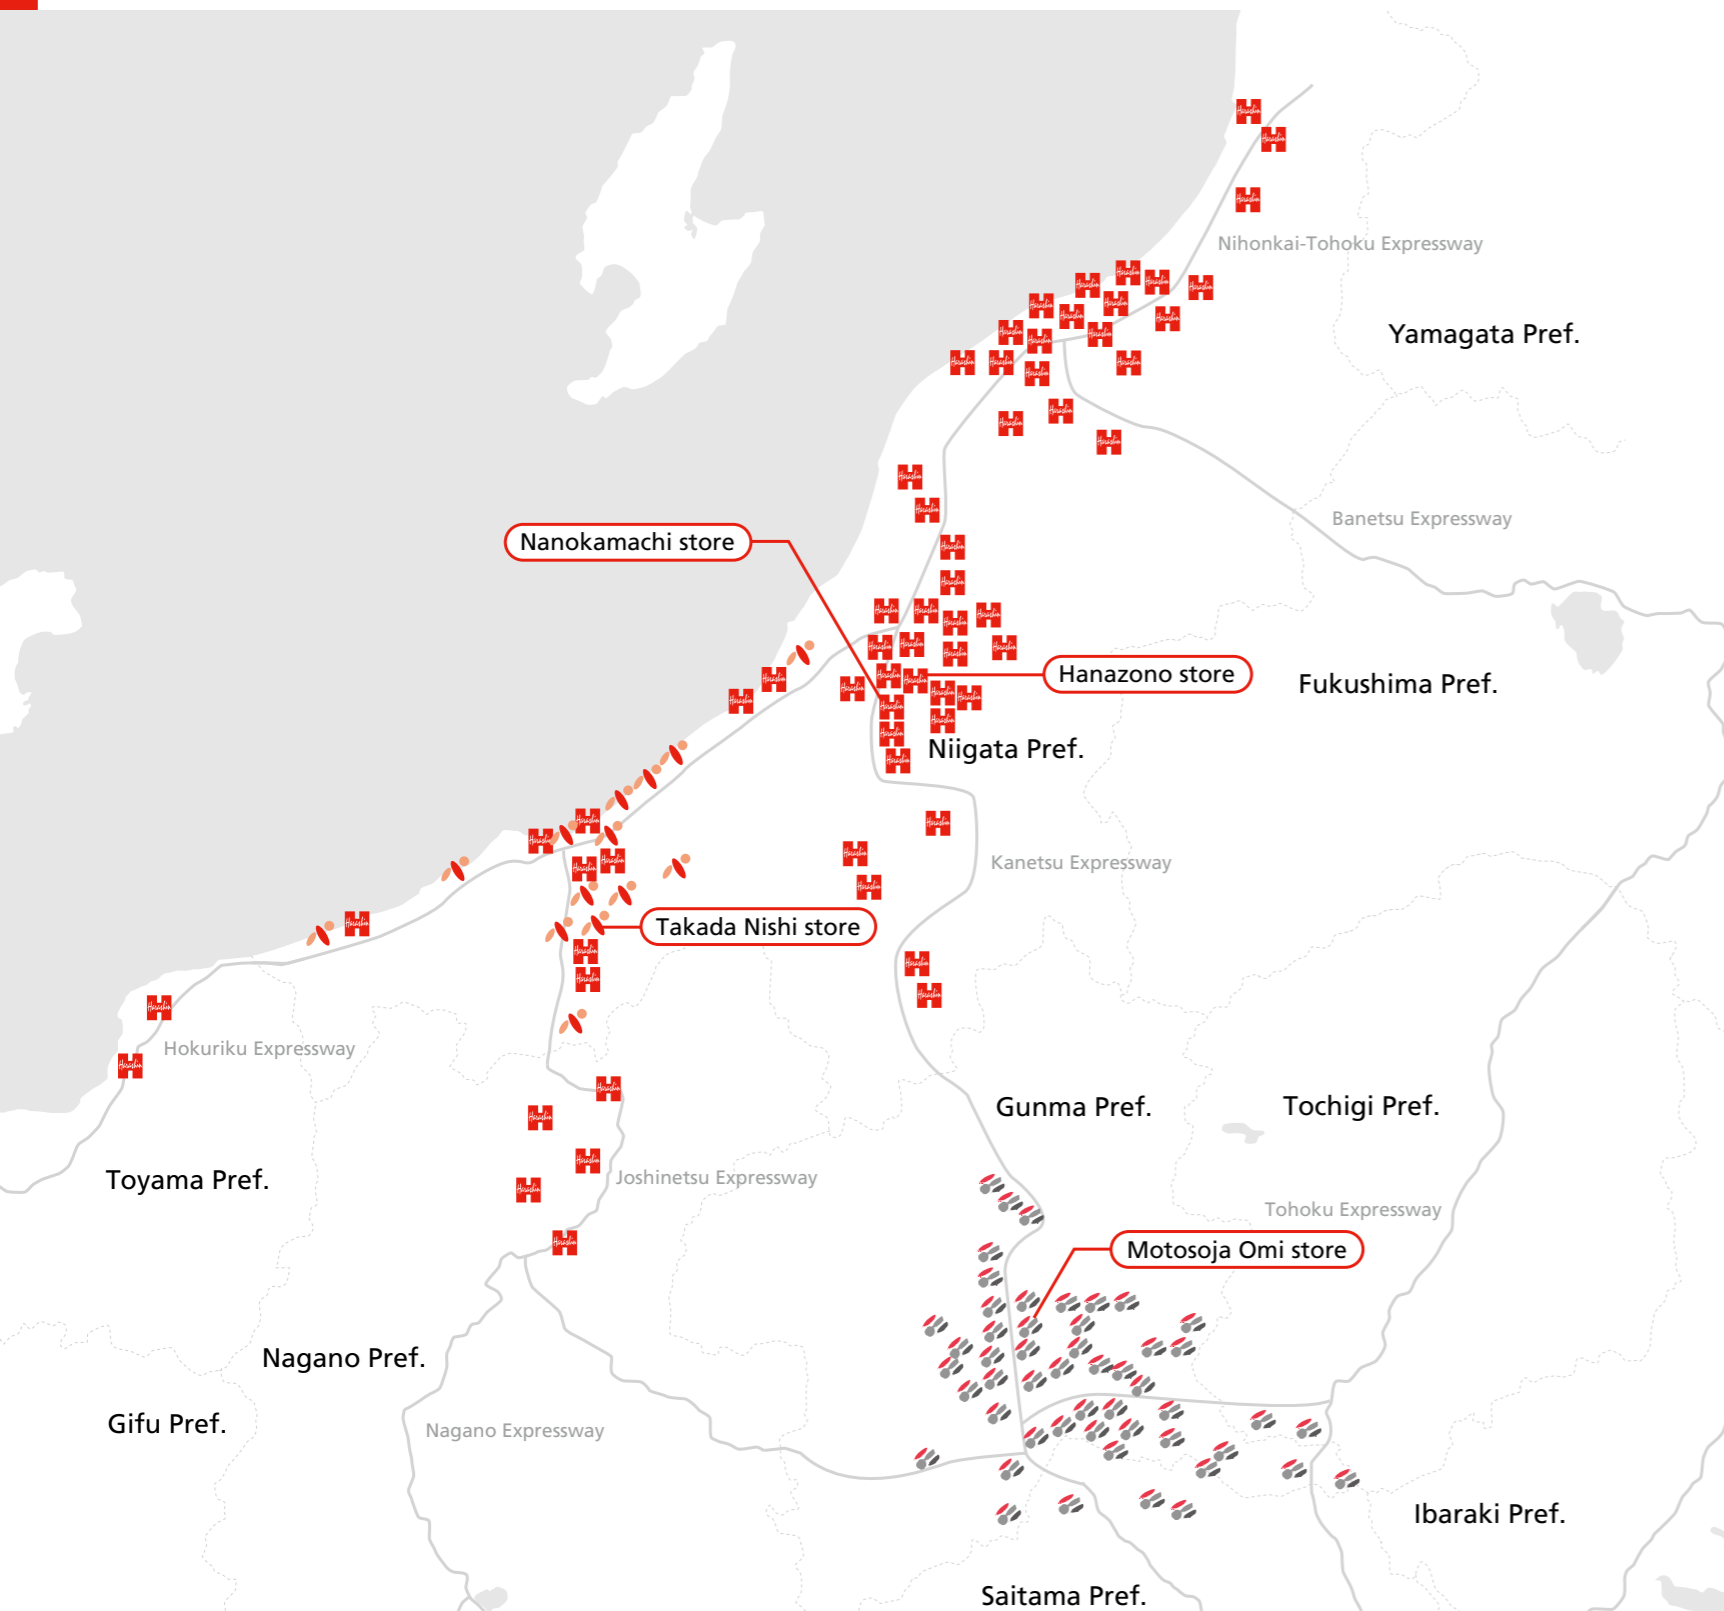 Nihonkai-Tohoku Expressway
Yamagata Pref.
Banetsu Expressway
Nanokamachi store
Hanazono store
Fukushima Pref.
Niigata Pref.
Kanetsu Expressway
Takada Nishi store
Hokuriku Expressway
Gunma Pref.
Tochigi Pref.
Toyama Pref.
Joshinetsu Expressway
Tohoku Expressway
Motosoja Omi store
Nagano Pref.
Gifu Pref.
Nagano Expressway
Ibaraki Pref.
Saitama Pref.